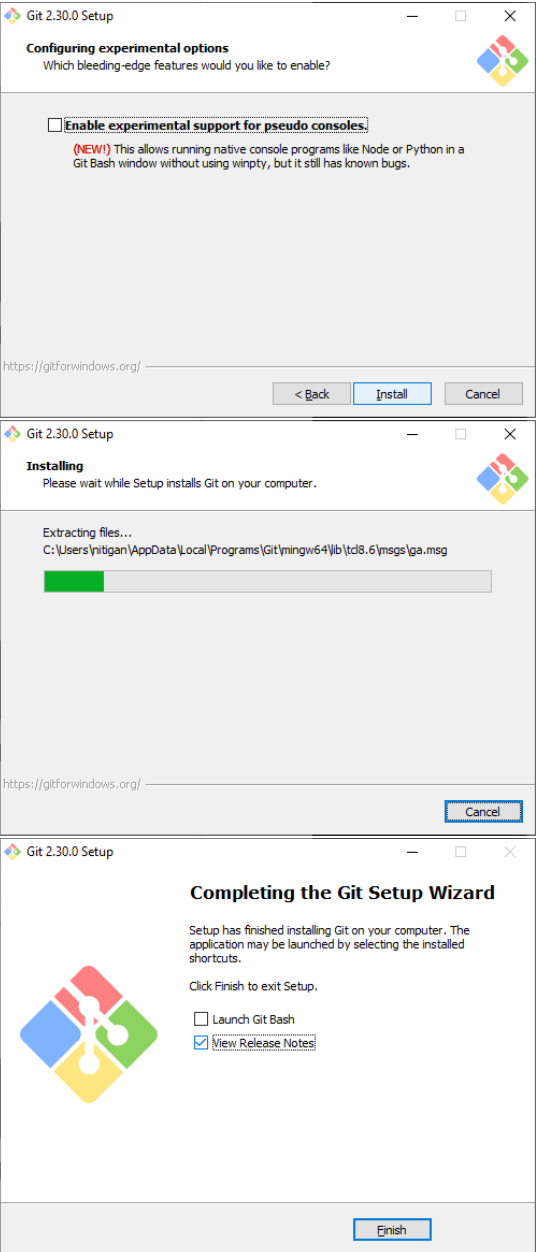 Git 2.30.0 Setup
Configuring experimental options
Which bleeding-edge features would you like to enable?
Enable experimental support for pseudo consoles.
(NEW!) This allows running native console programs like Node or Python in a
Git Bash window without using winpty, but it still has known bugs.
https://gitforwindows.org/
< Back Install Cancel
Git 2.30.0 Setup
Installing
Please wait while Setup installs Git on your computer.
Extracting files...
C:\Users\nitigan\AppData\Local\Programs\Git\mingw64\lib\tcl8.6\msgs\ga.msg
https://gitforwindows.org/
Cancel
Git 2.30.0 Setup
Completing the Git Setup Wizard
Setup has finished installing Git on your computer. The
application may be launched by selecting the installed
shortcuts.
Click Finish to exit Setup.
Launch Git Bash
View Release Notes
Finish